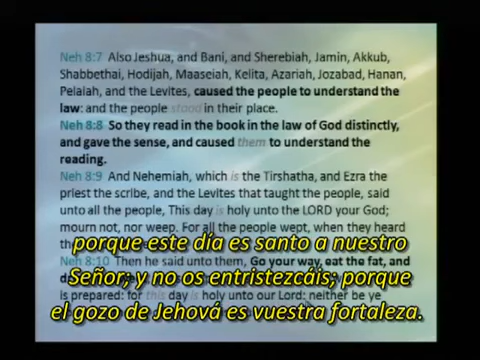 Neh 8:7 Also Jeshua, and Bani, and Sherebiah, Jamin, Akkub,
Shabbethai, Hodijah, Maaseiah, Kelita, Azariah, Jozabad, Hanan,
Pelaiah, and the Levites, caused the people to understand the
law: and the people stood in their place.
Neh 8:8 So they read in the book in the law of God distinctly,
and gave the sense, and caused them to understand the
reading.
Neh 8:9 And Nehemiah, which is the Tirshatha, and Ezra the
priest the scribe, and the Levites that taught the people, said
unto all the people, This day is holy unto the LORD your God;
mourn not, nor weep. For all the people wept, when they heard
porque este día es santo a nuestro
Neh 8:10 Then he said unto them, Go your way, eat the fat, and
Señor; y no os entristezcáis; porque
is prepared: for this day is holy unto our Lord: neither be ye
el gozo de Jehová es vuestra fortaleza.